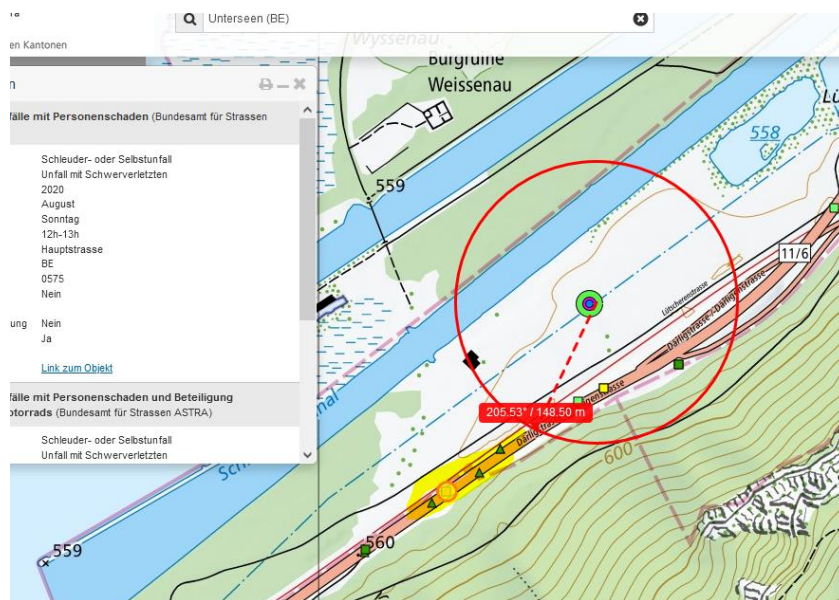 Unterseen (BE)
en Kantonen
n
fälle mit Personenschaden (Bundesamt für Strassen
Schleuder- oder Selbstunfall
Unfall mit Schwerverletzten
2020
August
Sonntag
12h-13h
Hauptstrasse
BE
0575
Nein
ung Nein
Ja
Link zum Objekt
fälle mit Personenschaden und Beteiligung
otorrads (Bundesamt für Strassen ASTRA)
Schleuder- oder Selbstunfall
Unfall mit Schwerverletzten
Wyssenau
Burgruine
Weissenau
Lü
558
559
11/6
Lütscherenstrasse
Därligstrasse / Därligenstrasse
205.53° / 148.50 m
600
559
560